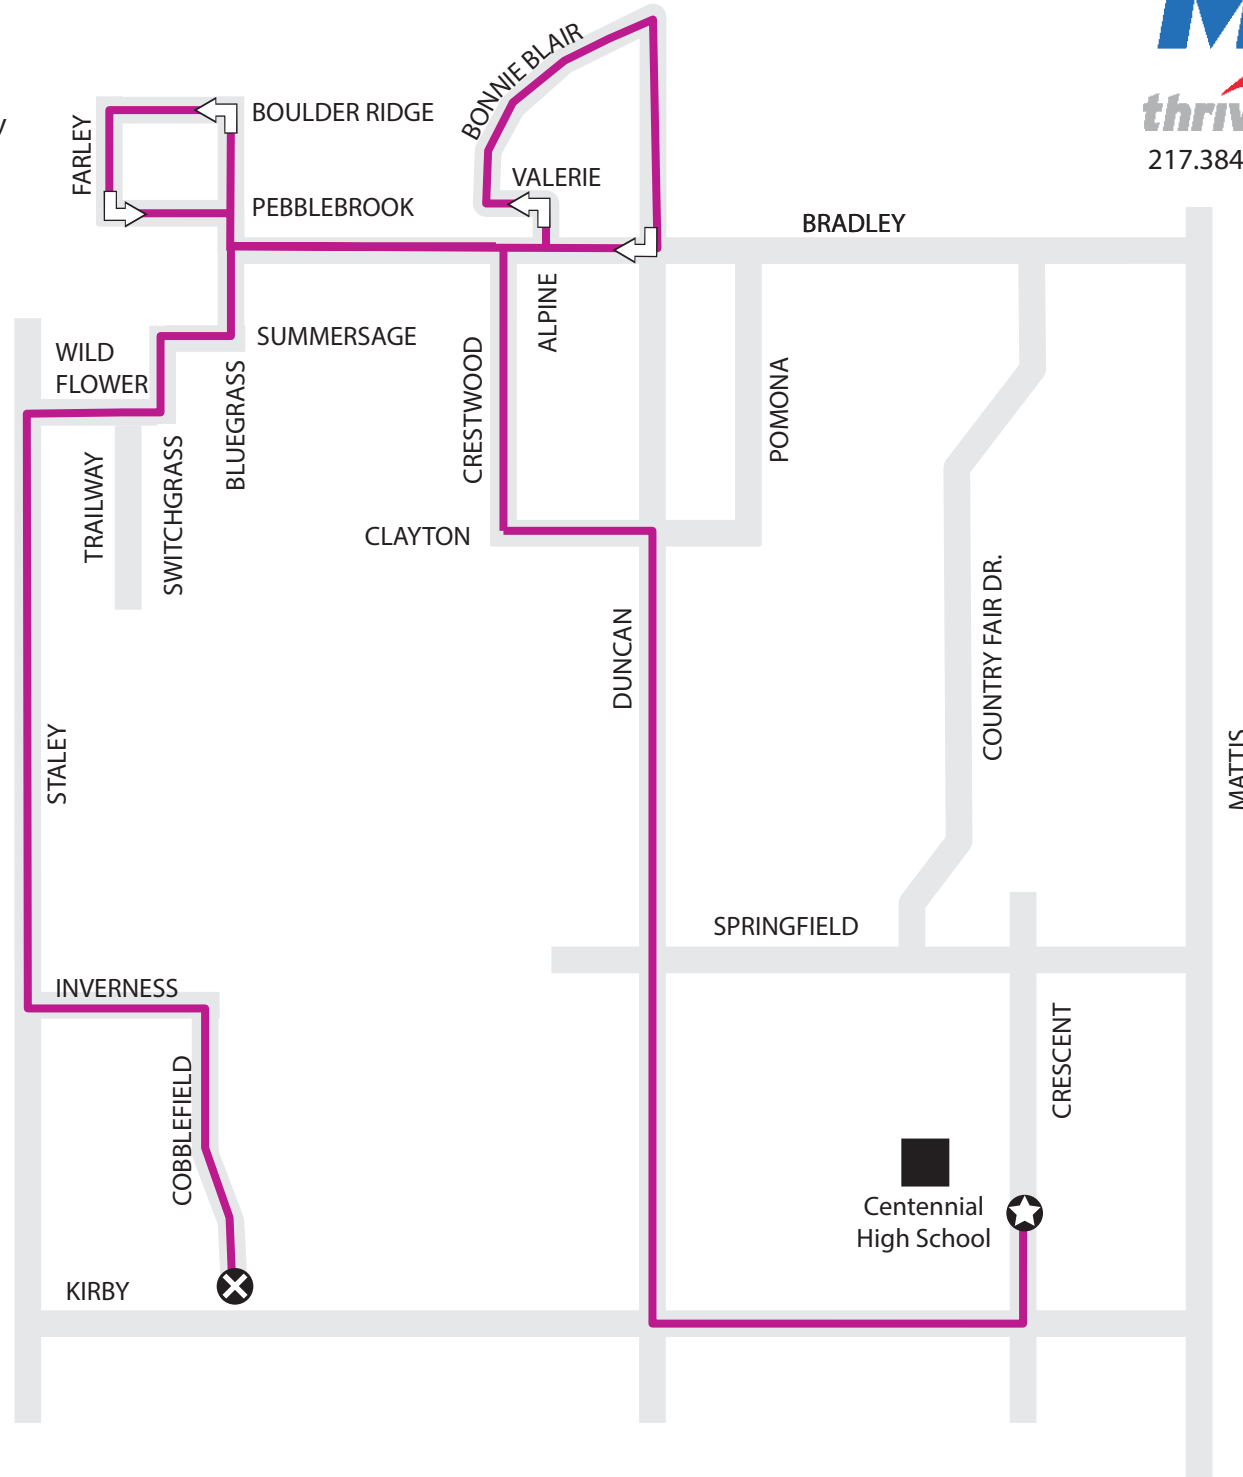 BONNIE BLAIR
BOULDER RIDGE
FARLEY
217.384
VALERIE
PEBBLEBROOK
BRADLEY
ALPINE
SUMMERSAGE
WILD
FLOWER
CRESTWOOD
BLUEGRASS
POMONA
TRAILWAY
SWITCHGRASS
CLAYTON
COUNTRY FAIR DR.
DUNCAN
STALEY
MATTIS
SPRINGFIELD
INVERNESS
CRESCENT
COBBLEFIELD
Centennial
High School
KIRBY